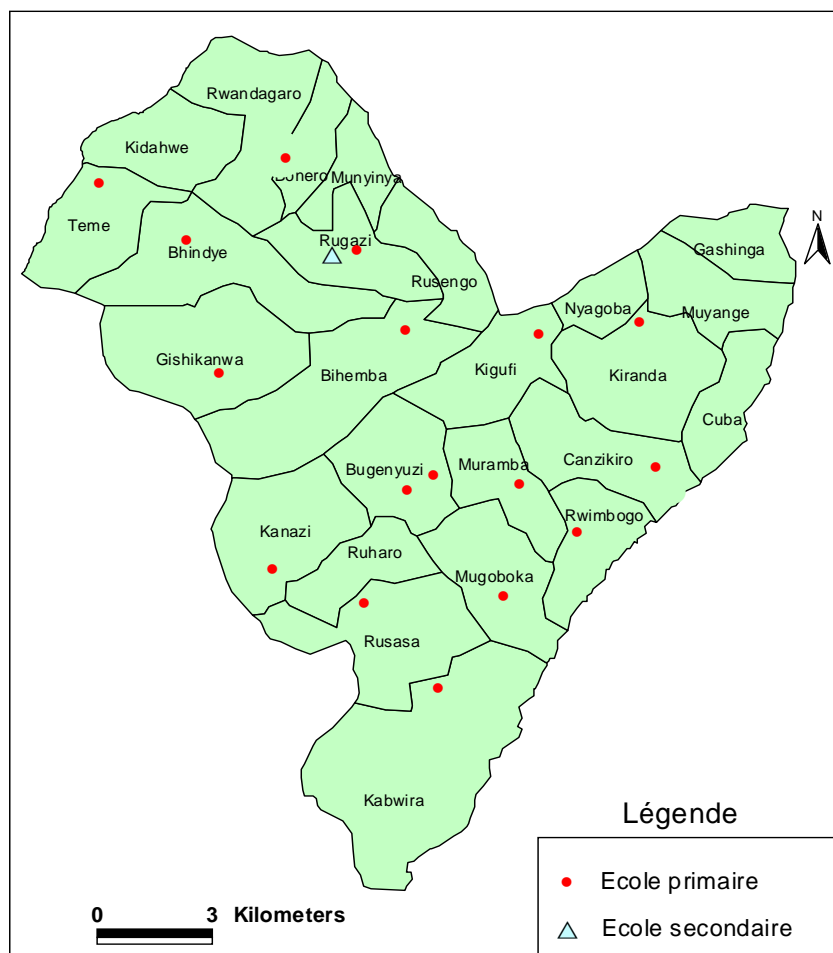 Rwandagaro
Kidahwe
Munyinya
Teme
Rugazi
Bhindye
Gashinga
N
Rusengo
Nyagoba
Muyange
Gishikanwa
Bihemba
Kigufi
Kiranda
Cuba
Bugenyuzi
Muramba
Canzikiro
Rwimbogo
Kanazi
Ruharo
Mugoboka
Rusasa
Kabwira
Légende
Ecole primaire
Ecole secondaire
0 3 Kilometers